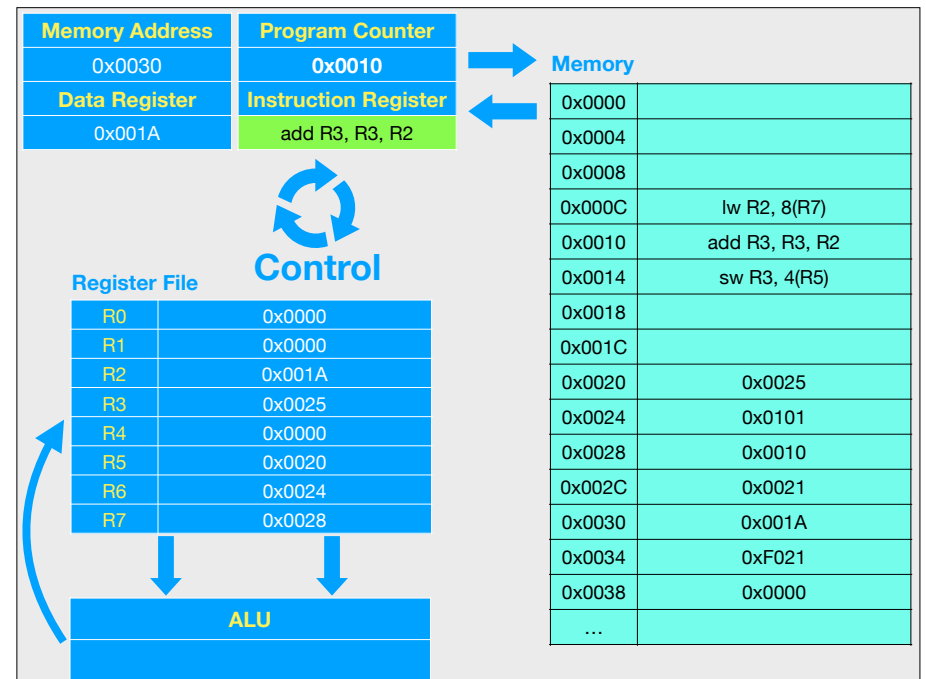 Memory Address Program Counter
0x0030 0x0010
Data Register Instruction Register
0x001A add R3, R3, R2
Control
Register File
R0 0x0000
R1 0x0000
R2 0x001A
R3 0x0025
R4 0x0000
R5 0x0020
R6 0x0024
R7 0x0028
ALU
Memory
0x0000
0x0004
0x0008
0x000C lw R2, 8(R7)
0x0010 add R3, R3, R2
0x0014 sw R3, 4(R5)
0x0018
0x001C
0x0020 0x0025
0x0024 0x0101
0x0028 0x0010
0x002C 0x0021
0x0030 0x001A
0x0034 0xF021
0x0038 0x0000
…